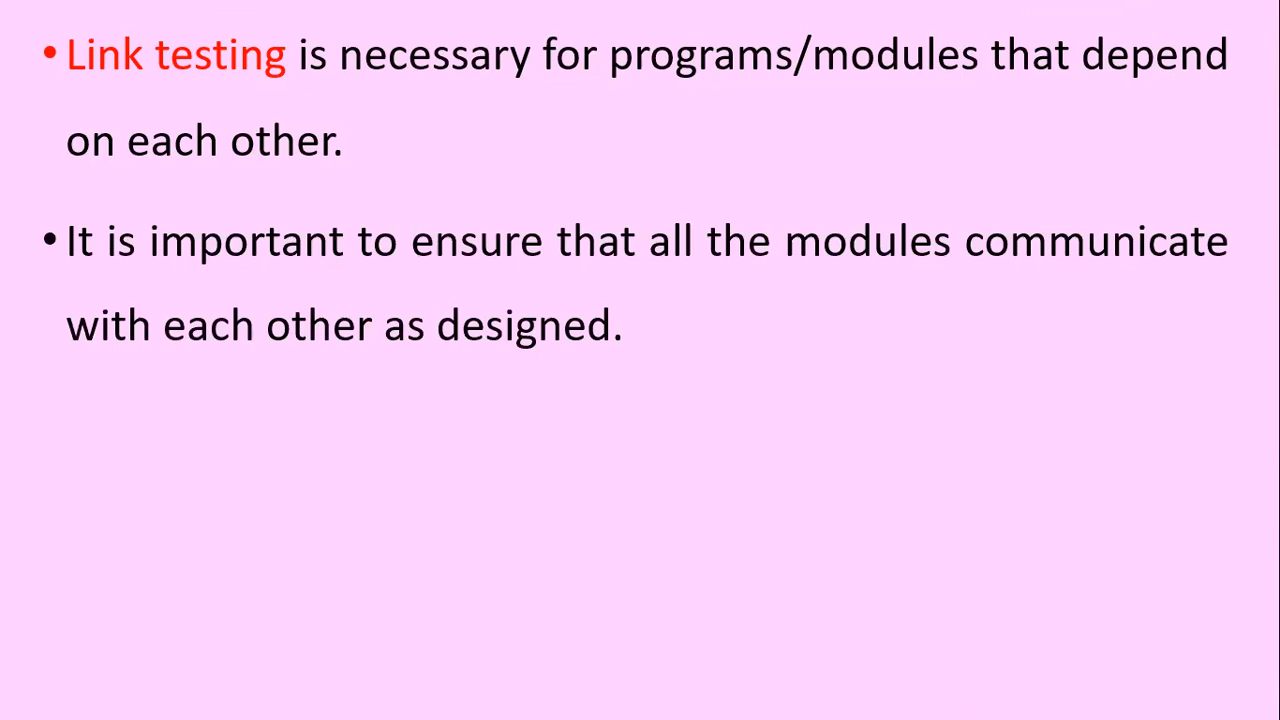 • Link testing is necessary for programs/modules that depend
on each other.
• It is important to ensure that all the modules communicate
with each other as designed.